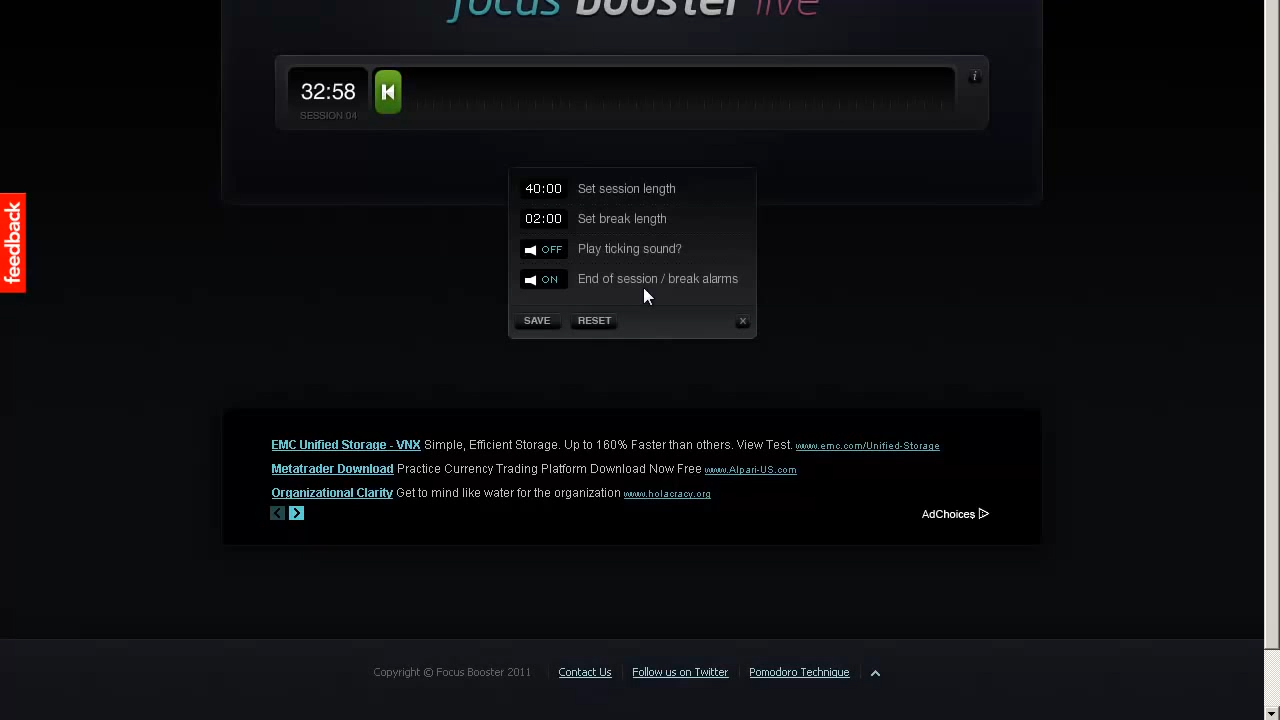 focus booster live
32:58
SESSION 04
i
40:00 Set session length
02:00 Set break length
OFF Play ticking sound?
ON End of session / break alarms
SAVE RESET x
feedback
EMC Unified Storage - VNX Simple, Efficient Storage. Up to 160% Faster than others. View Test. www.emc.com/Unified-Storage
Metatrader Download Practice Currency Trading Platform Download Now Free www.Alpari-US.com
Organizational Clarity Get to mind like water for the organization www.holacracy.org
AdChoices
Copyright © Focus Booster 2011 Contact Us Follow us on Twitter Pomodoro Technique